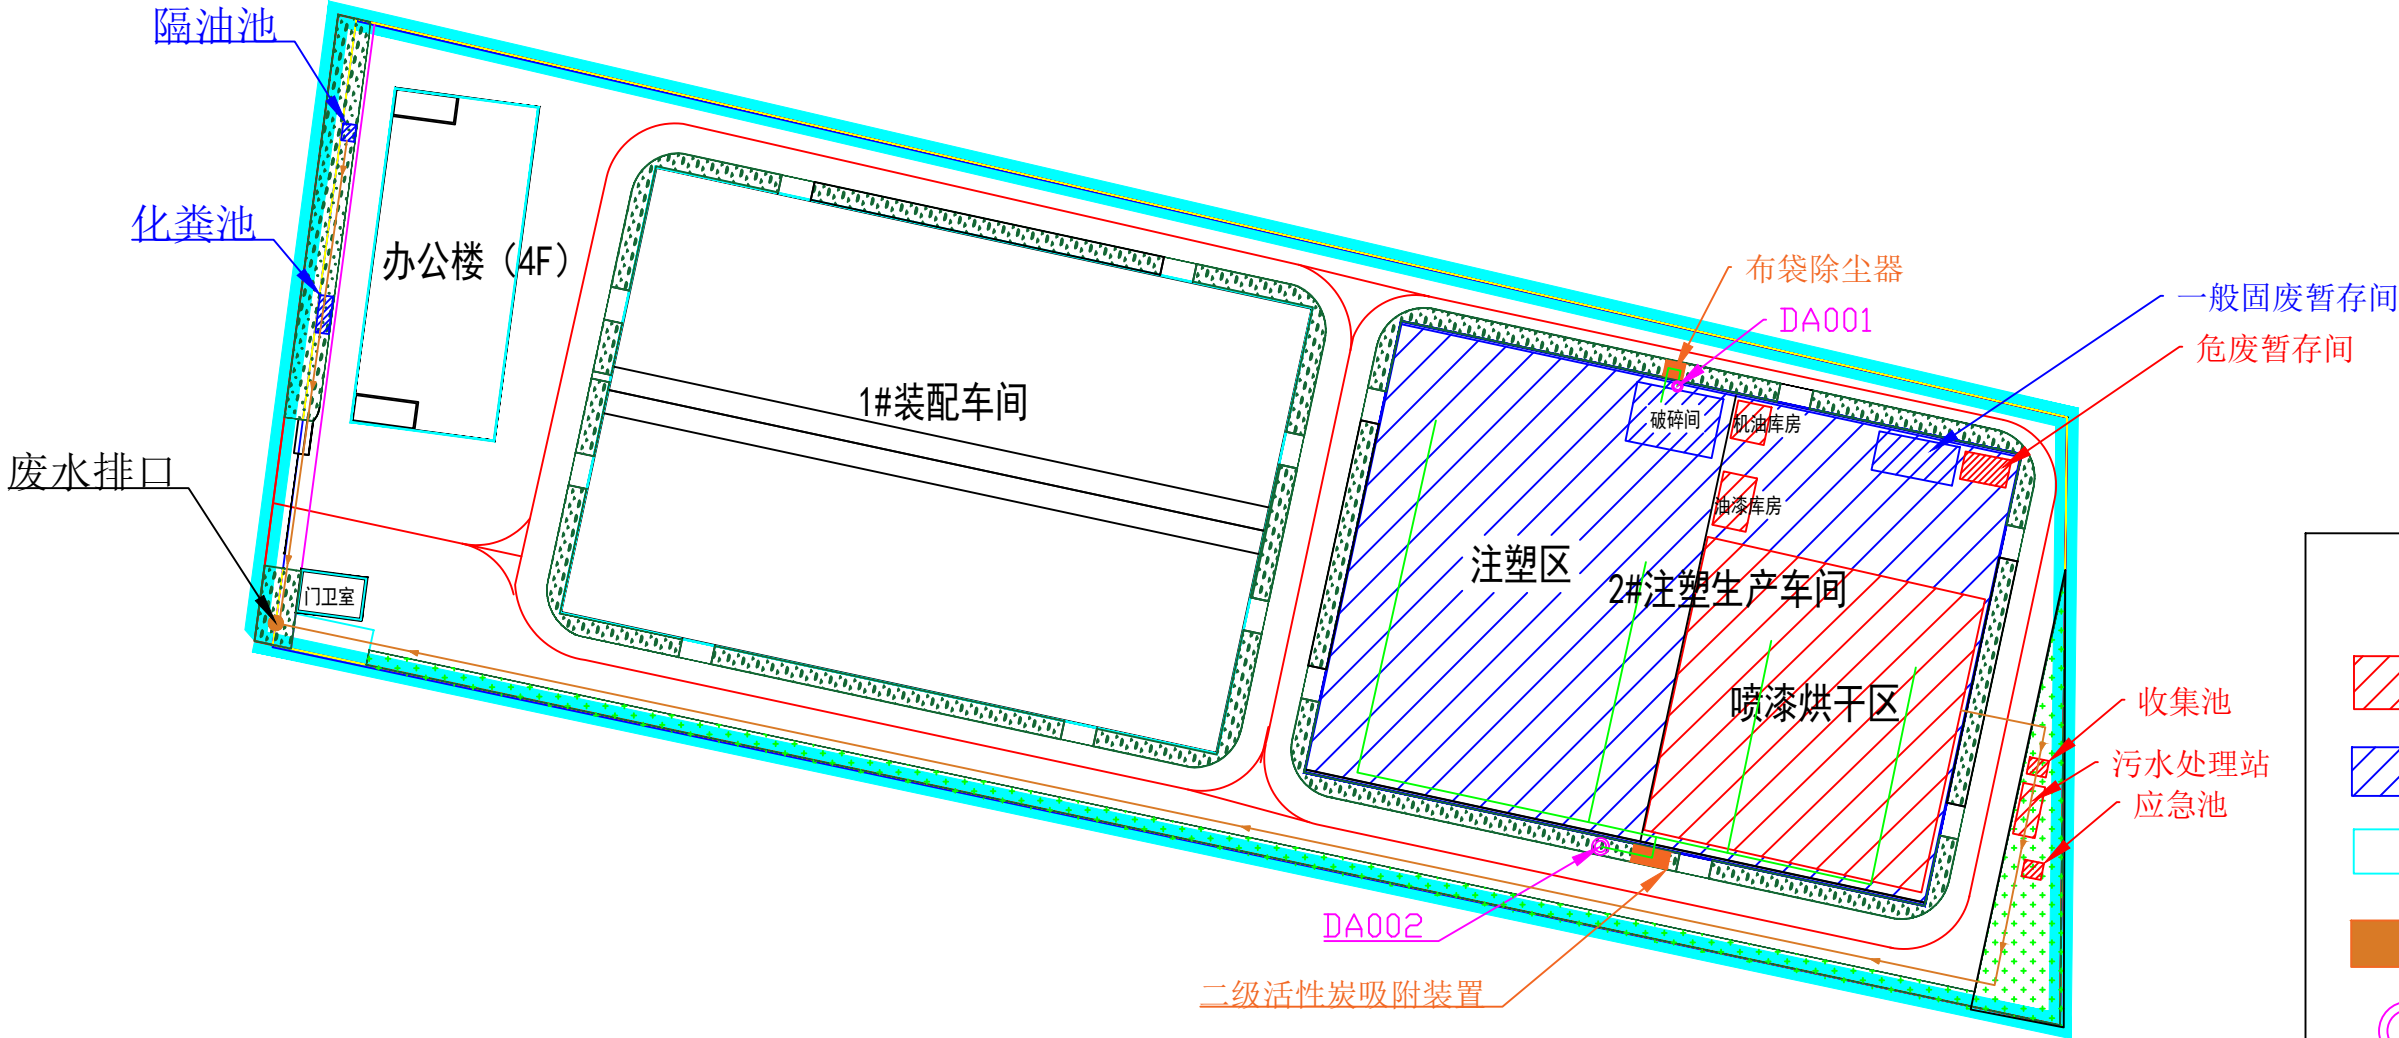 隔油池
化粪池
办公楼（4F）
布袋除尘器
DA001
一般固废暂存间
危废暂存间
1#装配车间
破碎间
机油库房
废水排口
油漆库房
注塑区
2#注塑生产车间
门卫室
喷漆烘干区
收集池
污水处理站
应急池
DA002
二级活性炭吸附装置